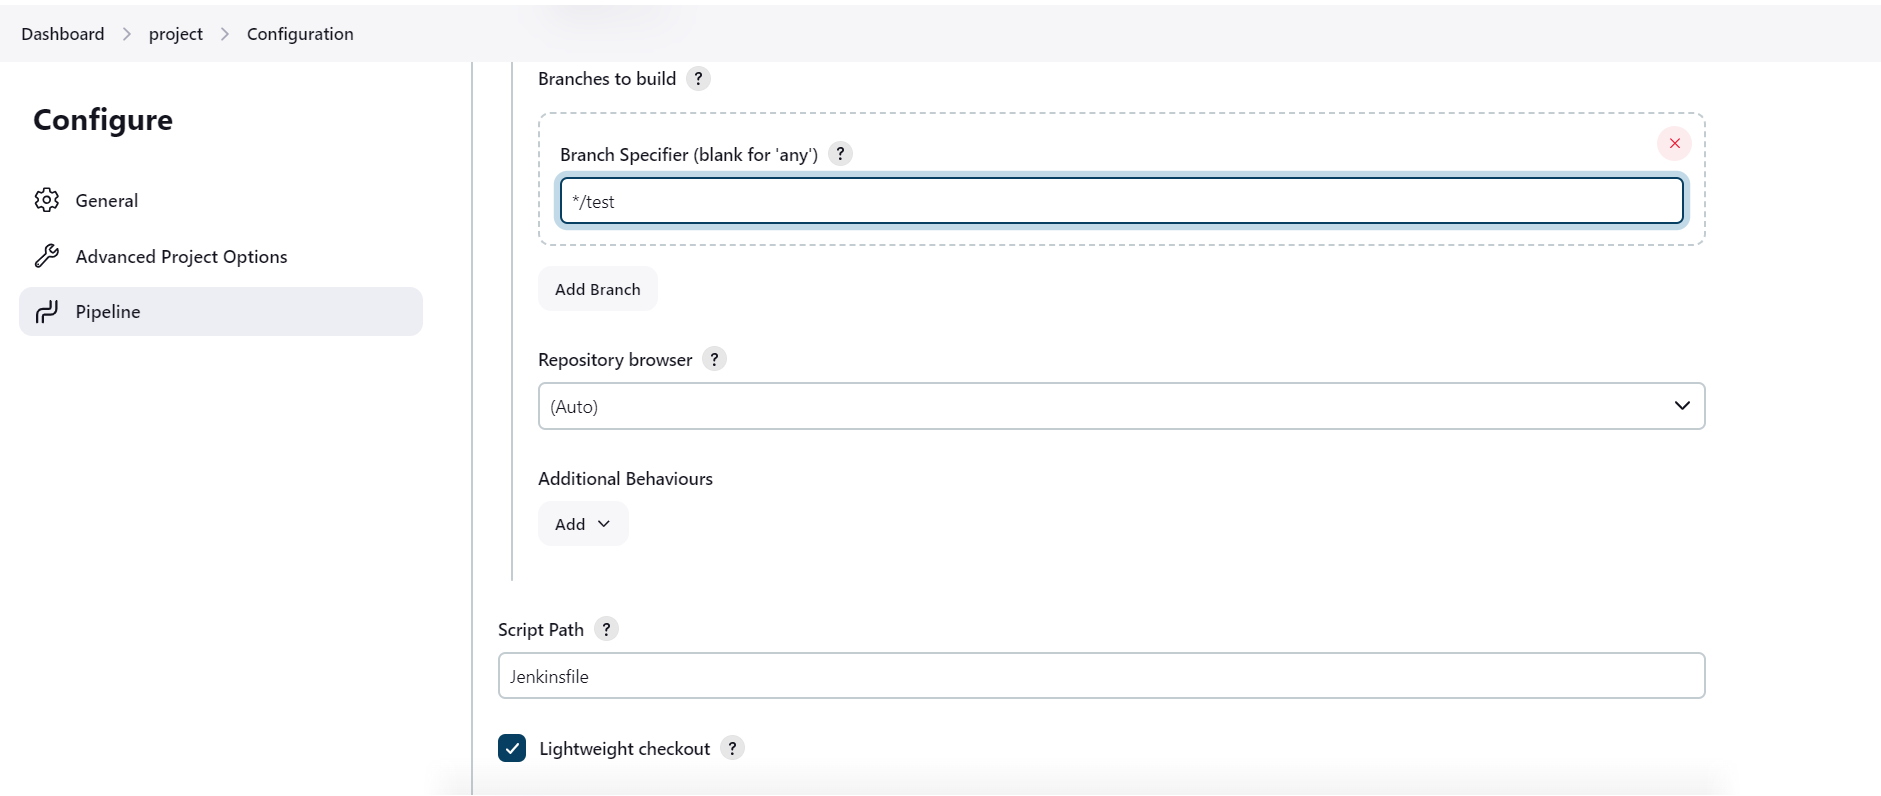 Dashboard > project > Configuration
Configure
General
Advanced Project Options
Pipeline
Branches to build ?
Branch Specifier (blank for 'any') ?
*/test
Add Branch
Repository browser ?
(Auto)
Additional Behaviours
Add
Script Path ?
Jenkinsfile
Lightweight checkout ?